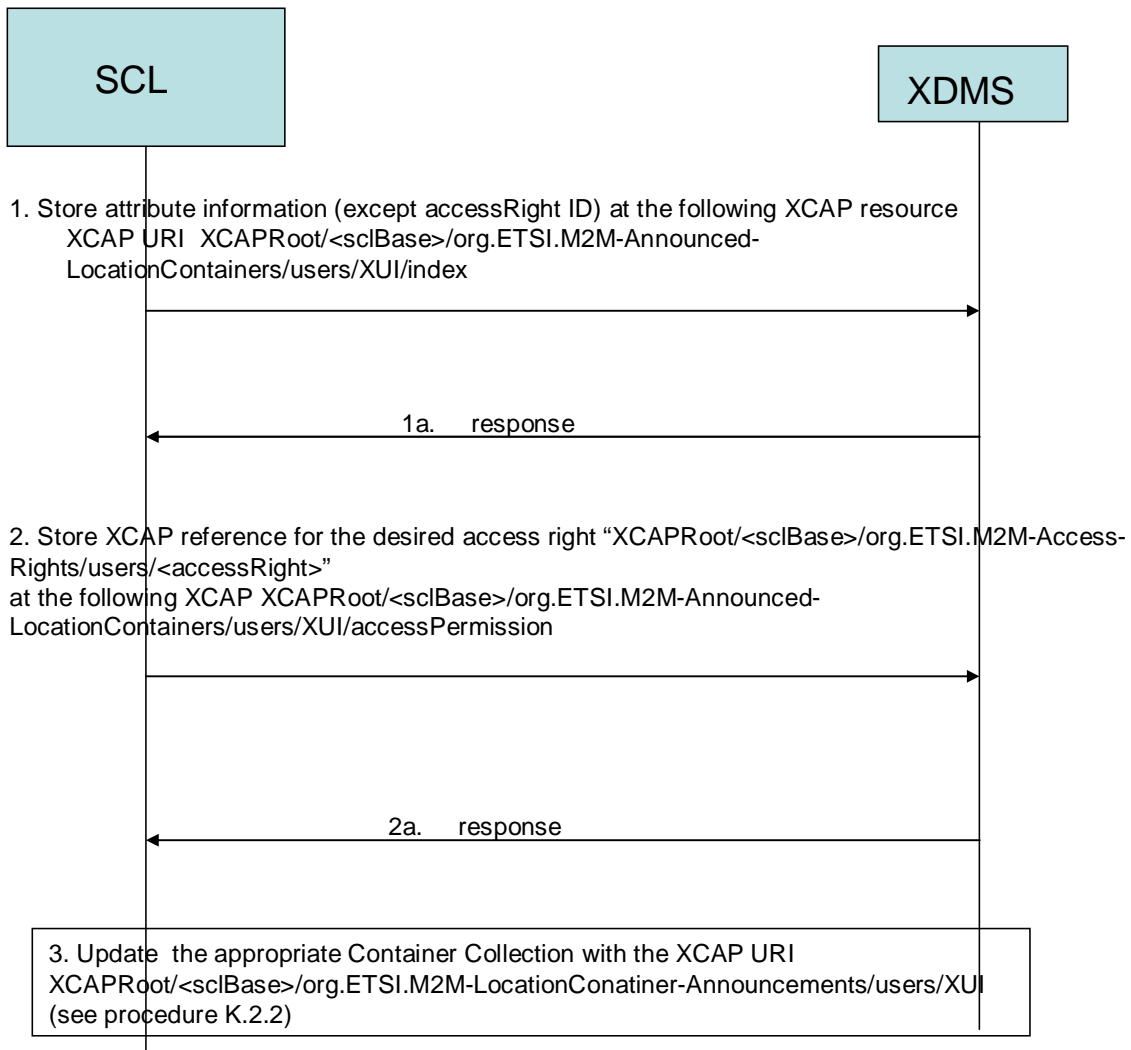 SCL
XDMS
1. Store attribute information (except accessRight ID) at the following XCAP resource
XCAP URI XCAPRoot/<sclBase>/org.ETSI.M2M-Announced-
LocationContainers/users/XUI/index
1a. response
2. Store XCAP reference for the desired access right “XCAPRoot/<sclBase>/org.ETSI.M2M-Access-
Rights/users/<accessRight>”
at the following XCAP XCAPRoot/<sclBase>/org.ETSI.M2M-Announced-
LocationContainers/users/XUI/accessPermission
2a. response
3. Update the appropriate Container Collection with the XCAP URI
XCAPRoot/<sclBase>/org.ETSI.M2M-LocationConatiner-Announcements/users/XUI
(see procedure K.2.2)